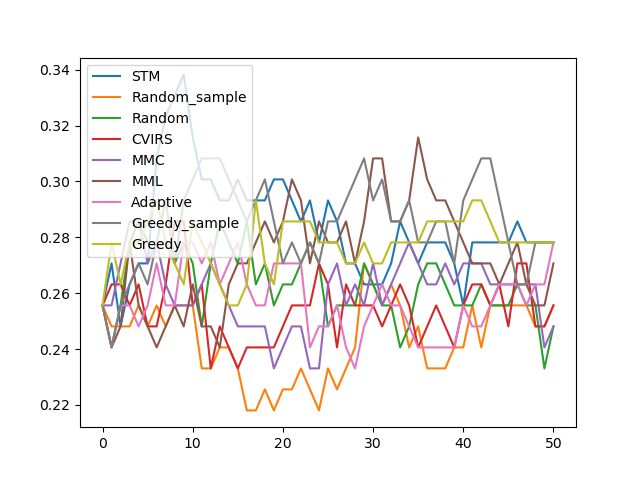 0.34
0.32
0.30
0.28
0.26
0.24
0.22
STM
Random_sample
Random
CVIRS
MMC
MML
Adaptive
Greedy_sample
Greedy
0 10 20 30 40 50